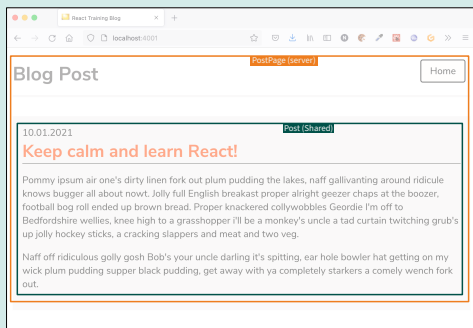 React Training Blog
localhost:4001
PostPage (server)
Blog Post
Home
Post (Shared)
10.01.2021
Keep calm and learn React!
Pommy ipsum air one's dirty linen fork out plum pudding the lakes, naff gallivanting around ridicule
knows bugger all about nowt. Jolly full English breakast proper alright geezer chaps at the boozer,
football bog roll ended up brown bread. Proper knackered collywobbles Geordie I'm off to
Bedfordshire wellies, knee high to a grasshopper i'll be a monkey's uncle a tad curtain twitching grub's
up jolly hockey sticks, a cracking slappers and meat and two veg.
Naff off ridiculous golly gosh Bob's your uncle darling it's spitting, ear hole bowler hat getting on my
wick plum pudding supper black pudding, get away with ya completely starkers a comely wench fork
out.